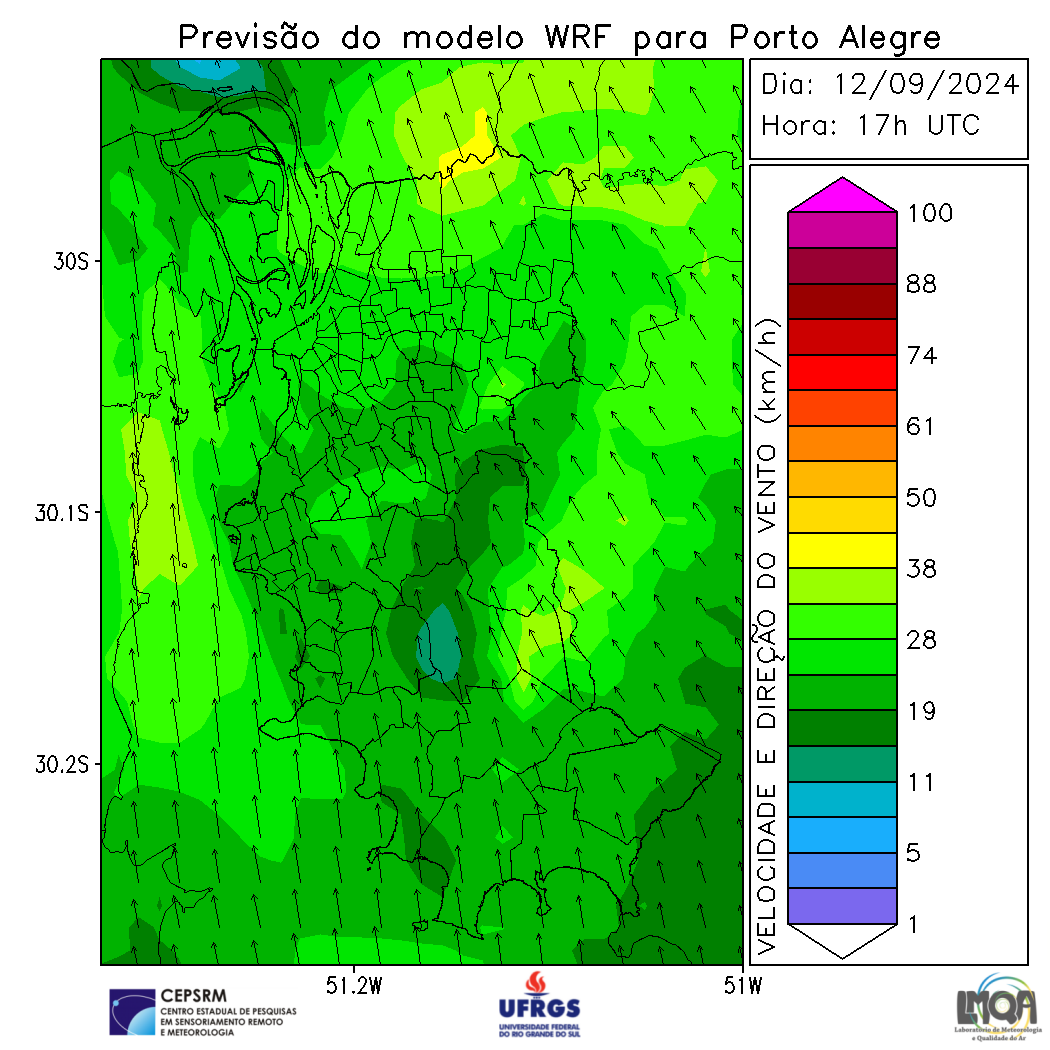 Previsão do modelo WRF para Porto Alegre
Dia: 12/09/2024
Hora: 17h UTC
30S
30.1S
30.2S
51.2W
51W
VELOCIDADE E DIREÇÃO DO VENTO (km/h)
100
88
74
61
50
38
28
19
11
5
1
CEPSRM
CENTRO ESTADUAL DE PESQUISAS
EM SENSORIAMENTO REMOTO
E METEOROLOGIA
UFRGS
UNIVERSIDADE FEDERAL
DO RIO GRANDE DO SUL
LMQA
Laboratório de Meteorologia
e Qualidade do Ar